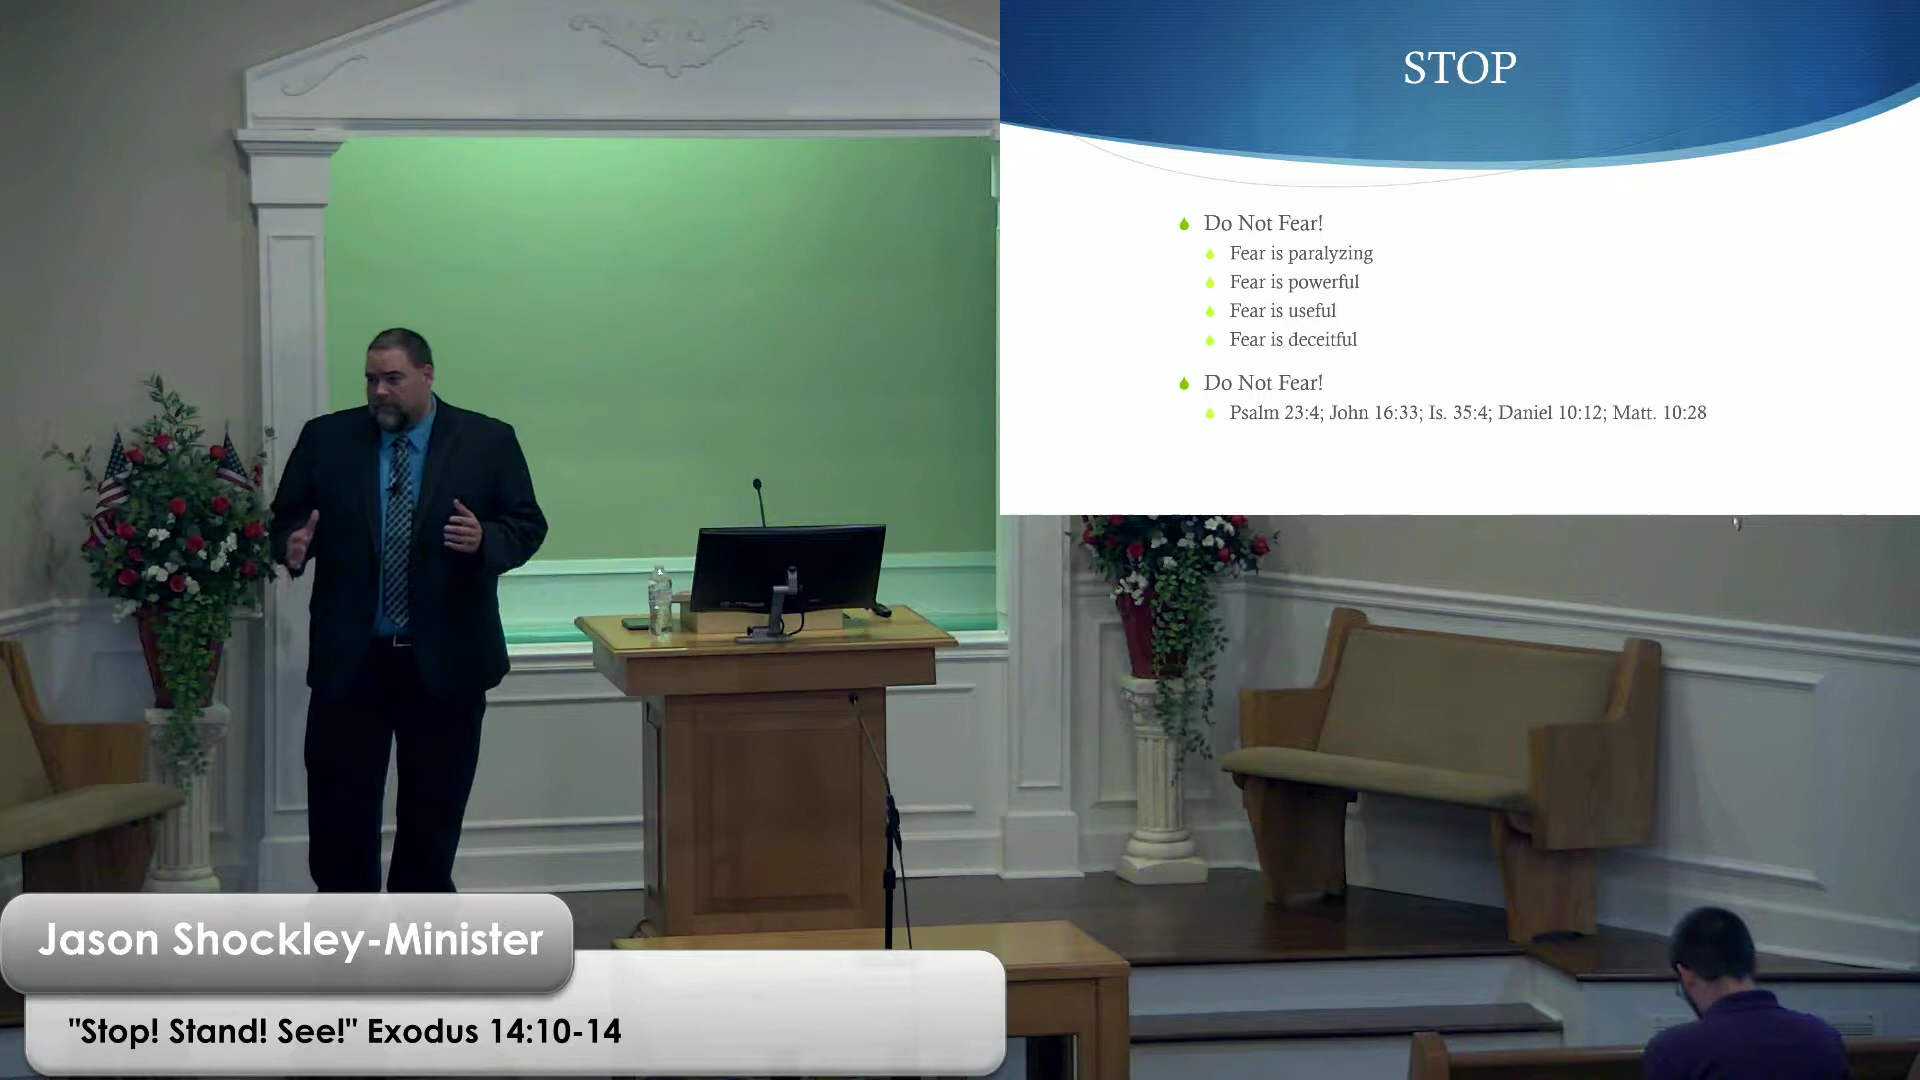 STOP
Do Not Fear!
Fear is paralyzing
Fear is powerful
Fear is useful
Fear is deceitful
Do Not Fear!
Psalm 23:4; John 16:33; Is. 35:4; Daniel 10:12; Matt. 10:28
Jason Shockley-Minister
"Stop! Stand! See!" Exodus 14:10-14